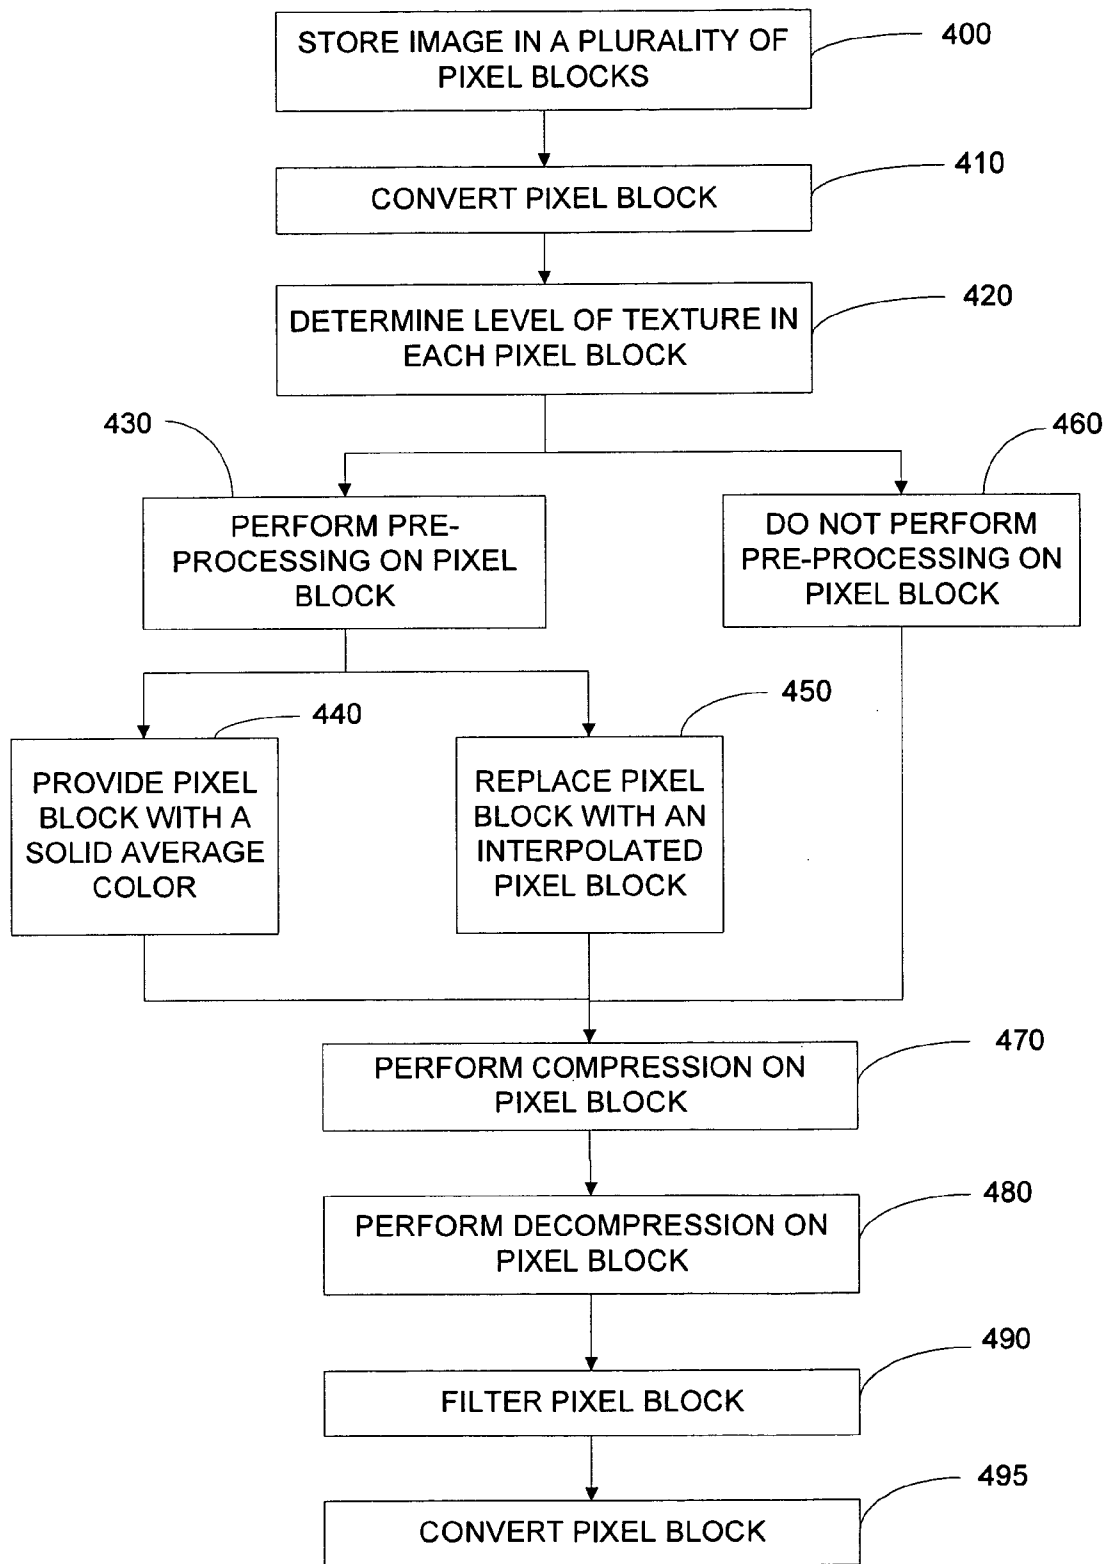 STORE IMAGE IN A PLURALITY OF
PIXEL BLOCKS
400
CONVERT PIXEL BLOCK
410
DETERMINE LEVEL OF TEXTURE IN
EACH PIXEL BLOCK
420
430
PERFORM PRE-
PROCESSING ON PIXEL
BLOCK
460
DO NOT PERFORM
PRE-PROCESSING ON
PIXEL BLOCK
440
PROVIDE PIXEL
BLOCK WITH A
SOLID AVERAGE
COLOR
450
REPLACE PIXEL
BLOCK WITH AN
INTERPOLATED
PIXEL BLOCK
PERFORM COMPRESSION ON
PIXEL BLOCK
470
PERFORM DECOMPRESSION ON
PIXEL BLOCK
480
FILTER PIXEL BLOCK
490
CONVERT PIXEL BLOCK
495